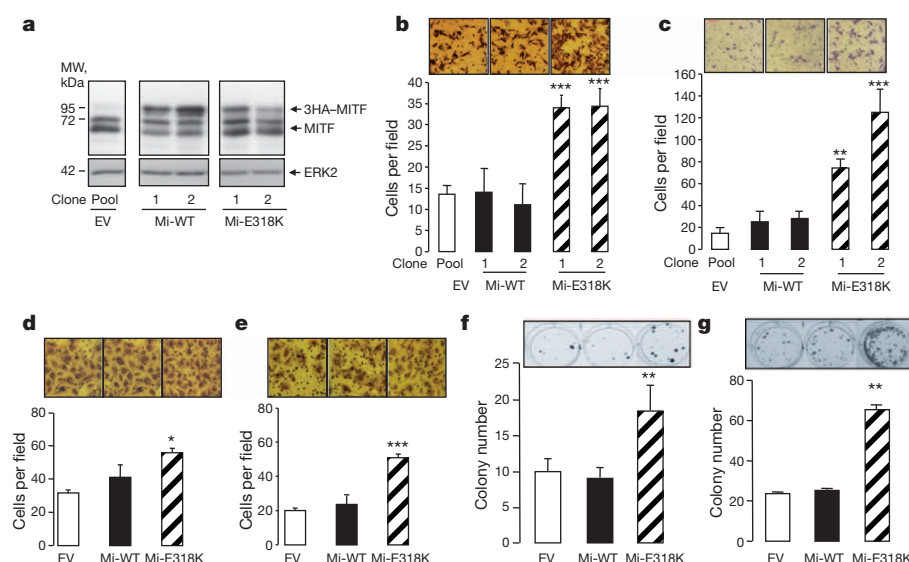 a
MW,
kDa
95
72
3HA–MITF
MITF
42
ERK2
Clone Pool 1 2 1 2
EV Mi-WT Mi-E318K
b
Cells per field
40
35
30
25
20
15
10
5
0
*** ***
Clone Pool 1 2 1 2
EV Mi-WT Mi-E318K
c
Cells per field
160
140
120
100
80
60
40
20
0
** ***
Clone Pool 1 2 1 2
EV Mi-WT Mi-E318K
d
Cells per field
80
60
40
20
0
*
EV Mi-WT Mi-E318K
e
Cells per field
80
60
40
20
0
***
EV Mi-WT Mi-E318K
f
Colony number
25
20
15
10
5
0
**
EV Mi-WT Mi-E318K
g
Colony number
80
60
40
20
0
**
EV Mi-WT Mi-E318K